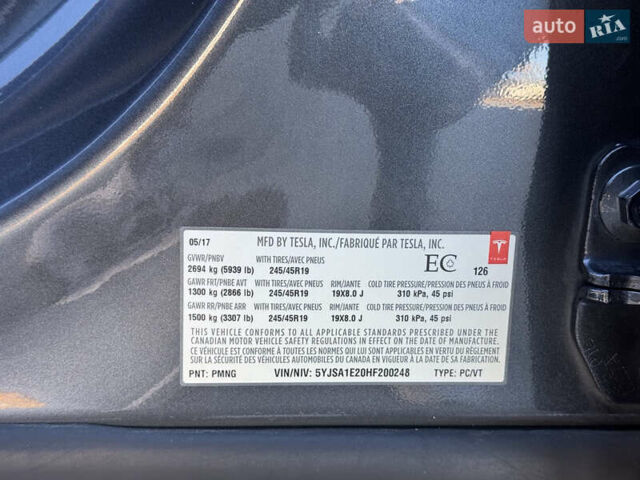 auto RIA .com
05/17 MFD BY TESLA, INC./FABRIQUÉ PAR TESLA, INC.
GVWR/PNBV WITH TIRES/AVEC PNEUS
2694 kg (5939 lb) 245/45R19 EC 126 TESLA
GAWR FRT/PNBE AVT WITH TIRES/AVEC PNEUS RIM/JANTE COLD TIRE PRESSURE/PRESSION DES PNEUS À FROID
1300 kg (2866 lb) 245/45R19 19X8.0 J 310 kPa, 45 psi
GAWR RR/PNBE ARR WITH TIRES/AVEC PNEUS RIM/JANTE COLD TIRE PRESSURE/PRESSION DES PNEUS À FROID
1500 kg (3307 lb) 245/45R19 19X8.0 J 310 kPa, 45 psi
THIS VEHICLE CONFORMS TO ALL APPLICABLE STANDARDS PRESCRIBED UNDER THE
CANADIAN MOTOR VEHICLE SAFETY REGULATIONS IN EFFECT ON THE DATE OF MANUFACTURE
CE VÉHICULE EST CONFORME À TOUTES LES NORMES QUI LUI SONT APPLICABLES EN VERTU DU RÈGLEMENT
SUR LA SÉCURITÉ DES VÉHICULES AUTOMOBILES DU CANADA EN VIGUEUR À LA DATE DE SA FABRICATION
PNT: PMNG VIN/NIV: 5YJSA1E20HF200248 TYPE: PC/VT